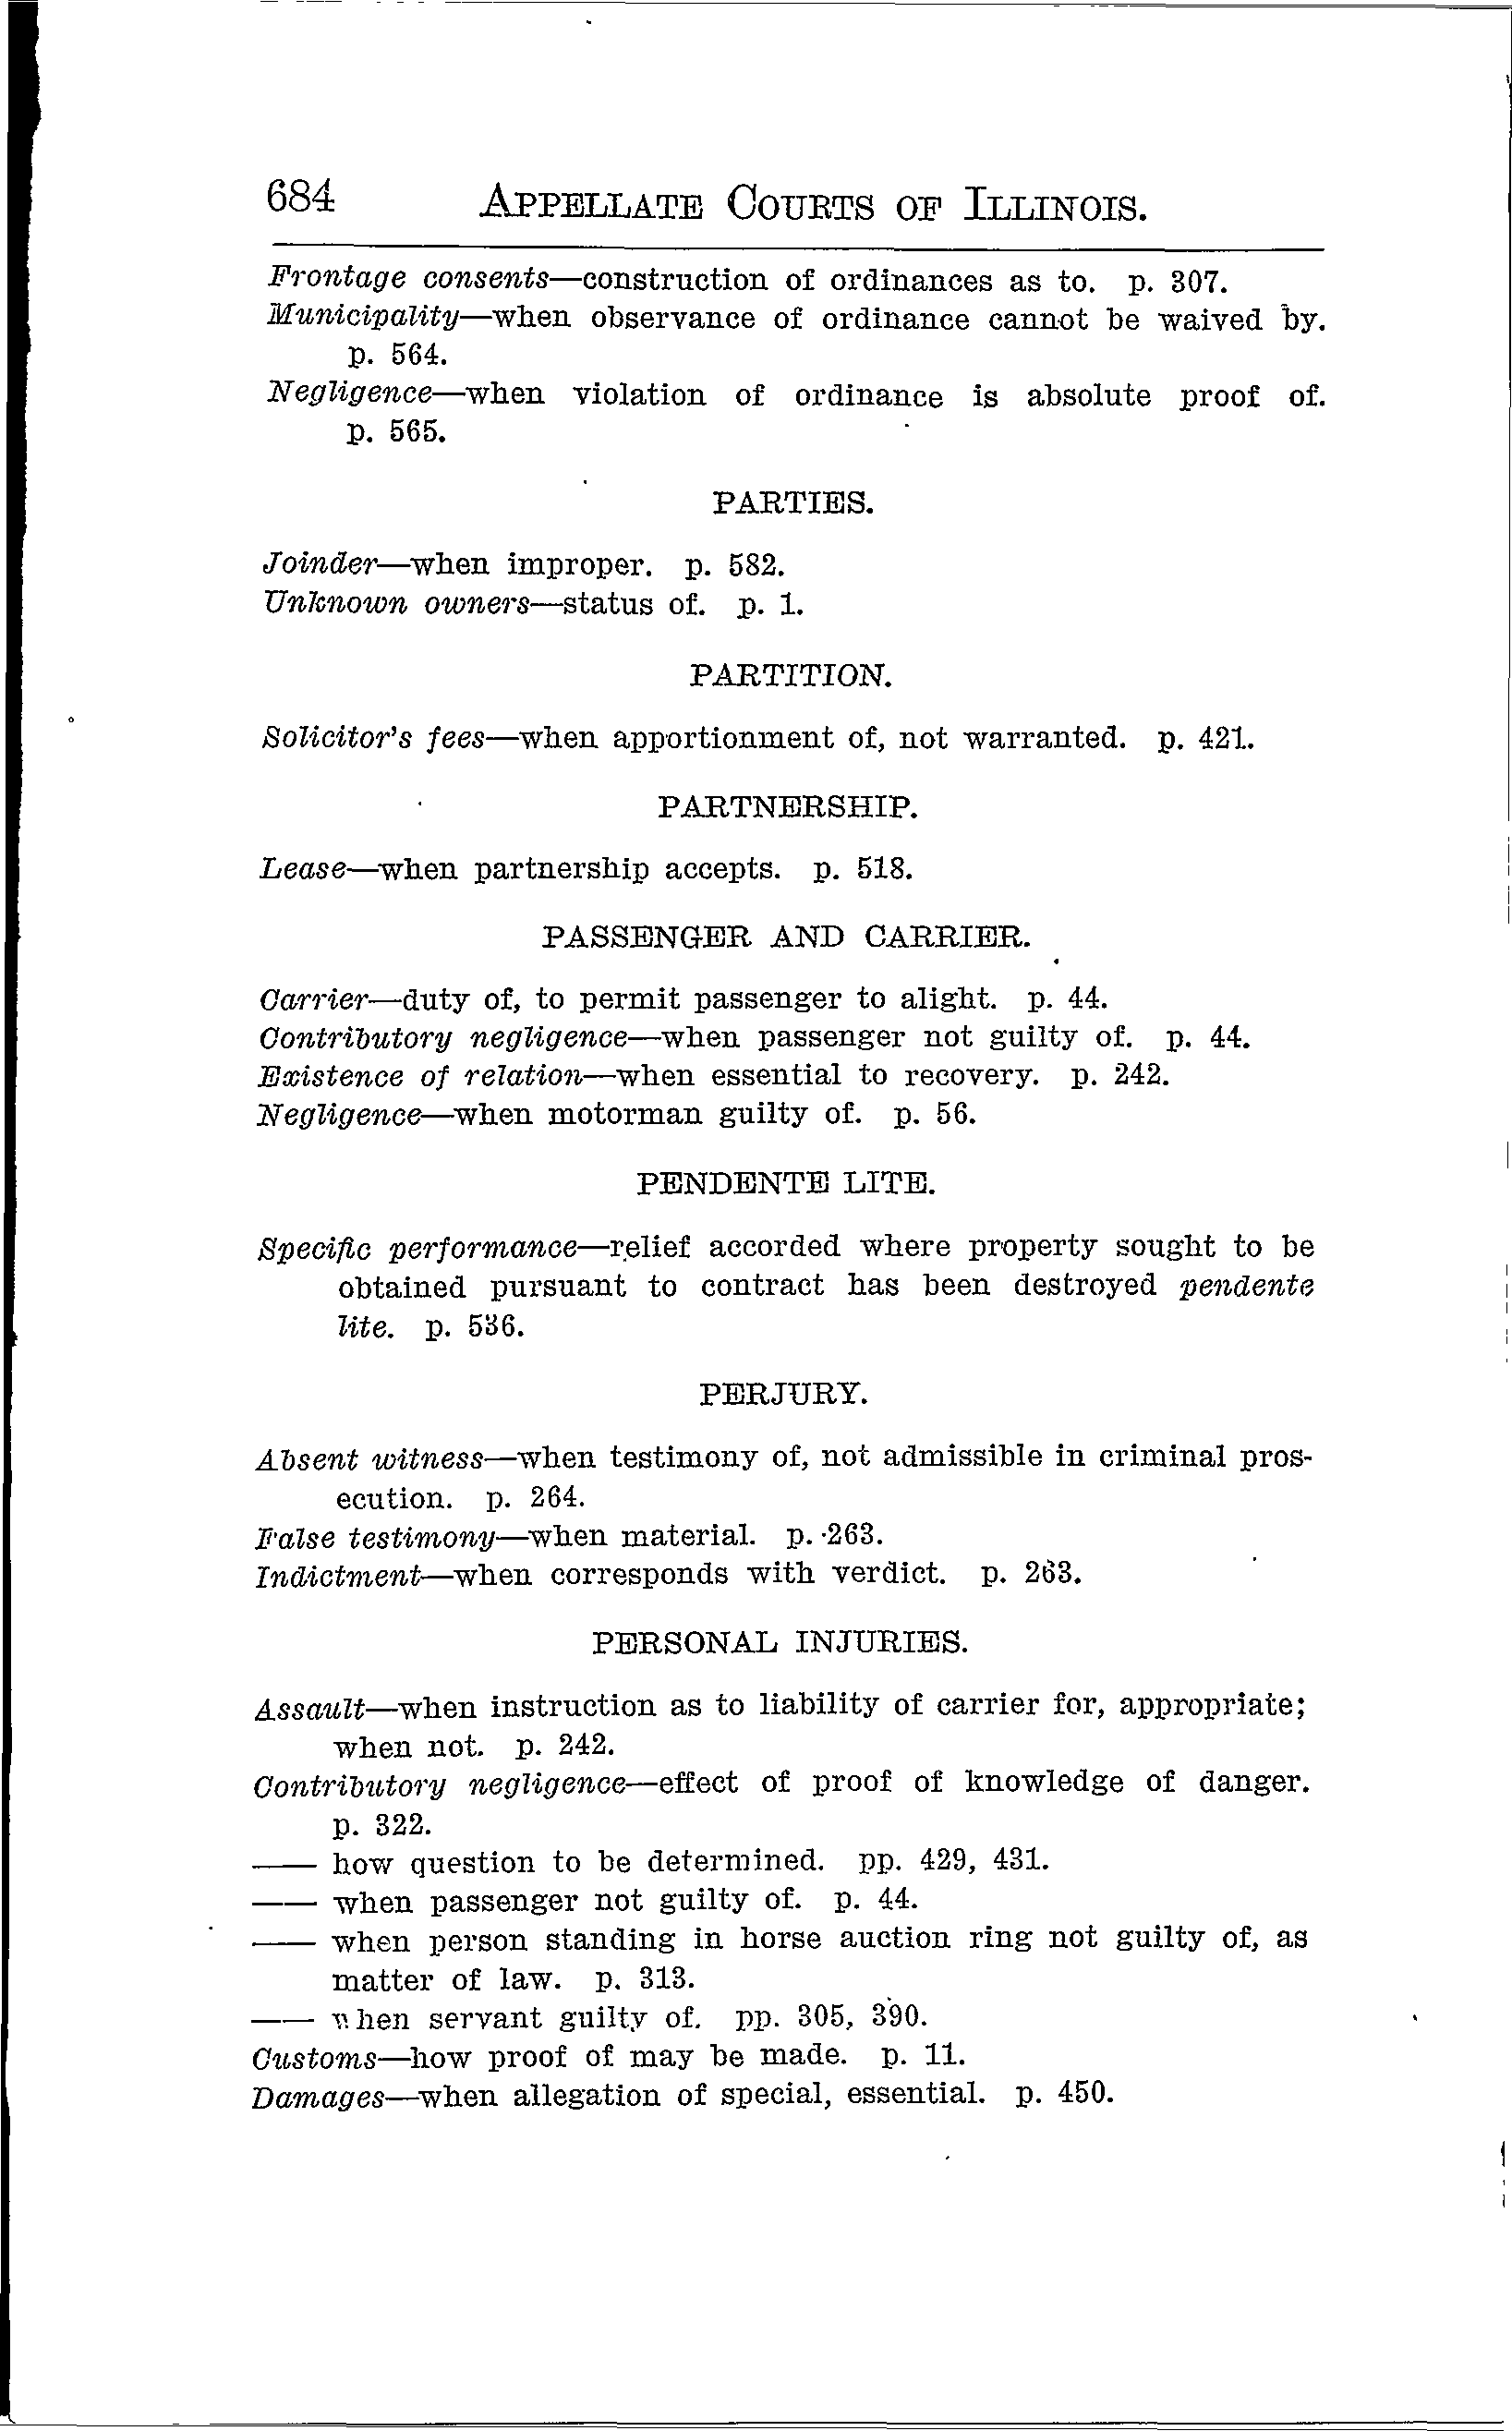 684 APPELLATE COURTS OF ILLINOIS.
Frontage consents—construction of ordinances as to. p. 307.
Municipality—when observance of ordinance cannot be waived by.
p. 564.
Negligence—when violation of ordinance is absolute proof of.
p. 565.
PARTIES.
Joinder—when improper. p. 582.
Unknown owners—status of. p. 1.
PARTITION.
Solicitor's fees—when apportionment of, not warranted. p. 421.
PARTNERSHIP.
Lease—when partnership accepts. p. 518.
PASSENGER AND CARRIER.
Carrier—duty of, to permit passenger to alight. p. 44.
Contributory negligence—when passenger not guilty of. p. 44.
Existence of relation—when essential to recovery. p. 242.
Negligence—when motorman guilty of. p. 56.
PENDENTE LITE.
Specific performance—relief accorded where property sought to be
obtained pursuant to contract has been destroyed pendente
lite. p. 536.
PERJURY.
Absent witness—when testimony of, not admissible in criminal pros-
ecution. p. 264.
False testimony—when material. p. 263.
Indictment—when corresponds with verdict. p. 263.
PERSONAL INJURIES.
Assault—when instruction as to liability of carrier for, appropriate;
when not. p. 242.
Contributory negligence—effect of proof of knowledge of danger.
p. 322.
—— how question to be determined. pp. 429, 431.
—— when passenger not guilty of. p. 44.
—— when person standing in horse auction ring not guilty of, as
matter of law. p. 313.
—— when servant guilty of. pp. 305, 390.
Customs—how proof of may be made. p. 11.
Damages—when allegation of special, essential. p. 450.